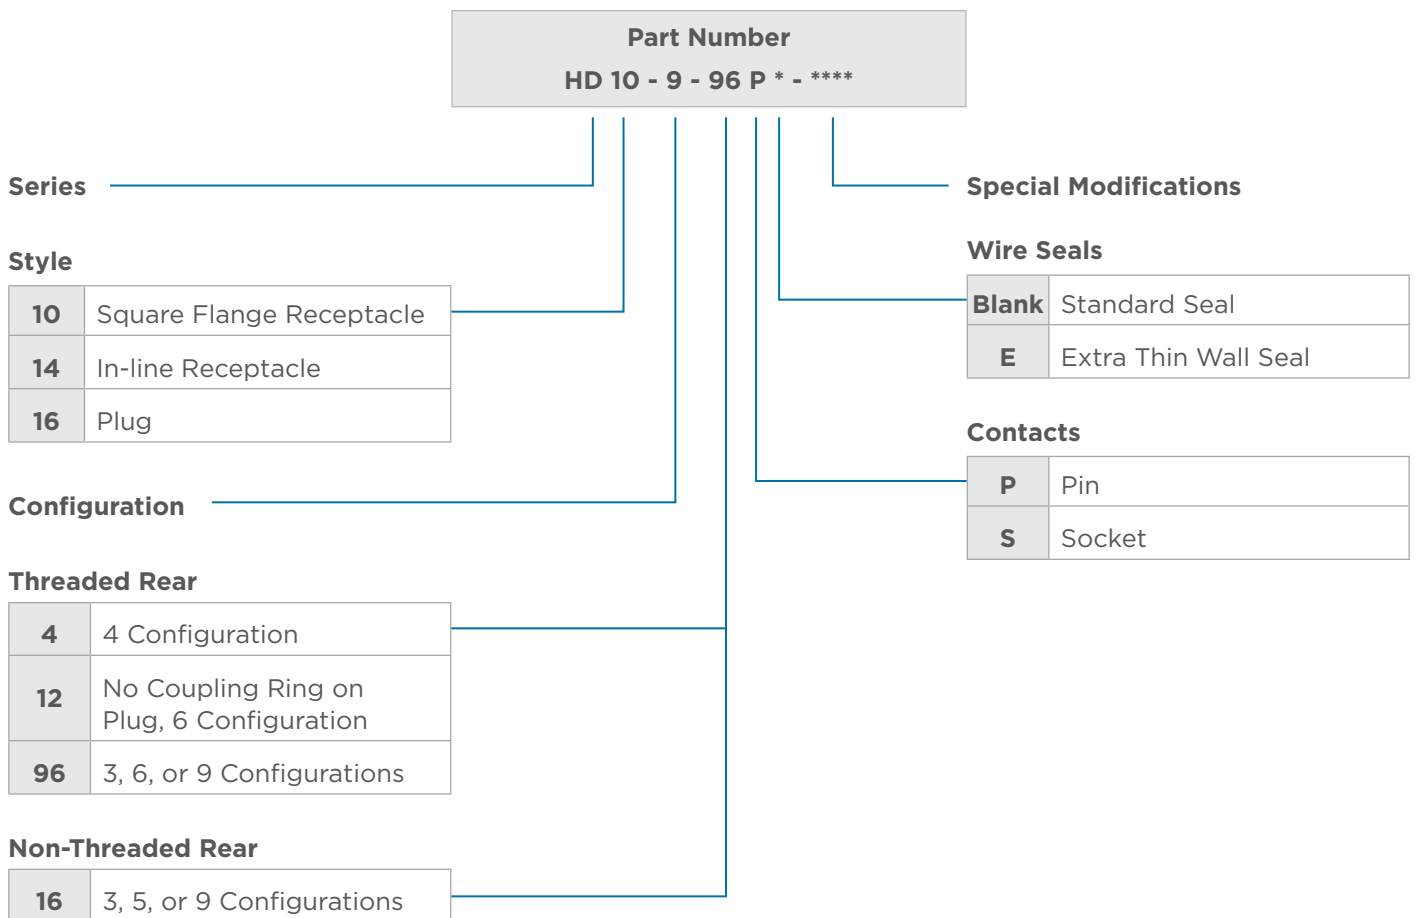 Part Number
HD 10 - 9 - 96 P * - ****
Series
Special Modifications
Style
10 Square Flange Receptacle
14 In-line Receptacle
16 Plug
Wire Seals
Blank Standard Seal
E Extra Thin Wall Seal
Contacts
P Pin
S Socket
Configuration
Threaded Rear
4 4 Configuration
12 No Coupling Ring on
Plug, 6 Configuration
96 3, 6, or 9 Configurations
Non-Threaded Rear
16 3, 5, or 9 Configurations